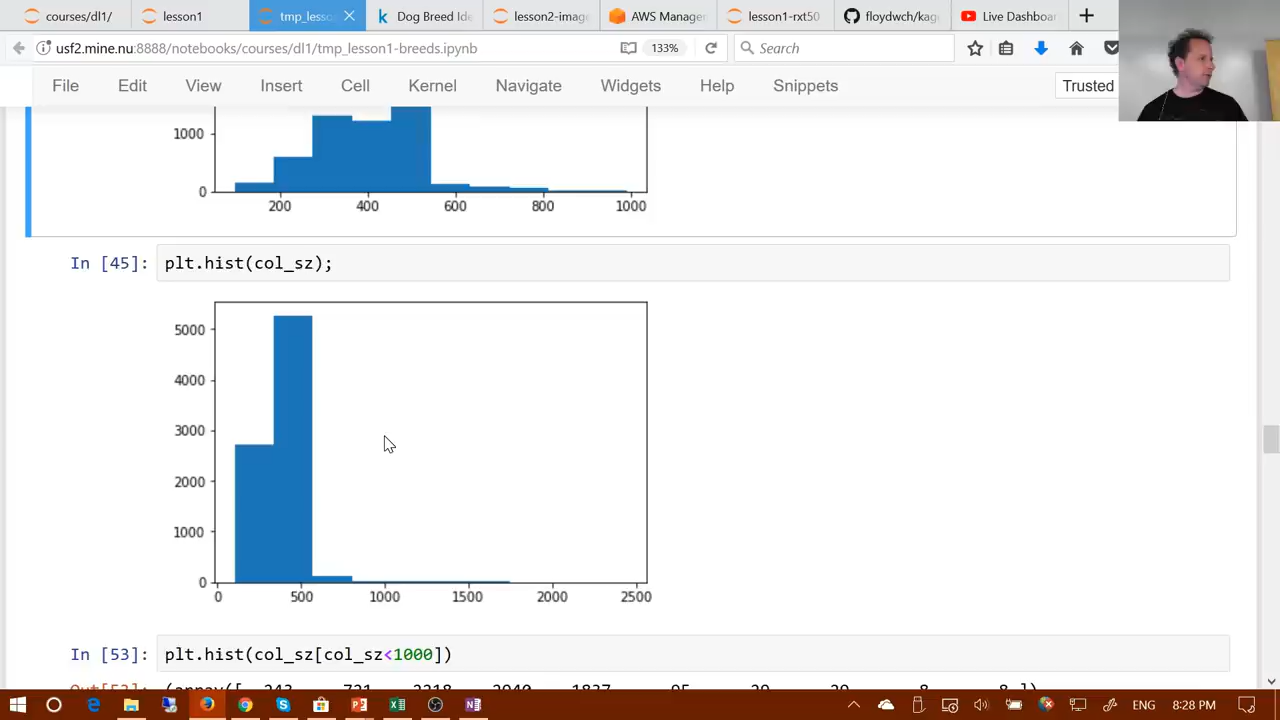 courses/dl1/
lesson1
tmp_lesso
Dog Breed Ide
lesson2-imag
AWS Manage
lesson1-rxt50
floydwch/kag
Live Dashboa
usf2.mine.nu:8888/notebooks/courses/dl1/tmp_lesson1-breeds.ipynb
133%
Search
File Edit View Insert Cell Kernel Navigate Widgets Help Snippets
Trusted
1000
0
200 400 600 800 1000
In [45]: plt.hist(col_sz);
5000
4000
3000
2000
1000
0
0 500 1000 1500 2000 2500
In [53]: plt.hist(col_sz[col_sz<1000])
ENG
8:28 PM